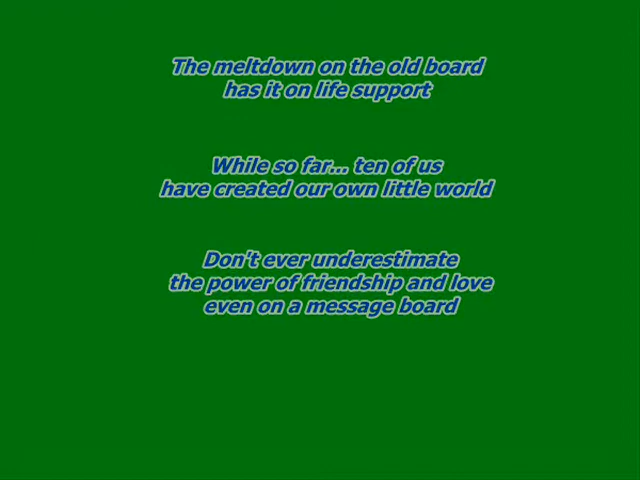 The meltdown on the old board
has it on life support
While so far... ten of us
have created our own little world
Don't ever underestimate
the power of friendship and love
even on a message board